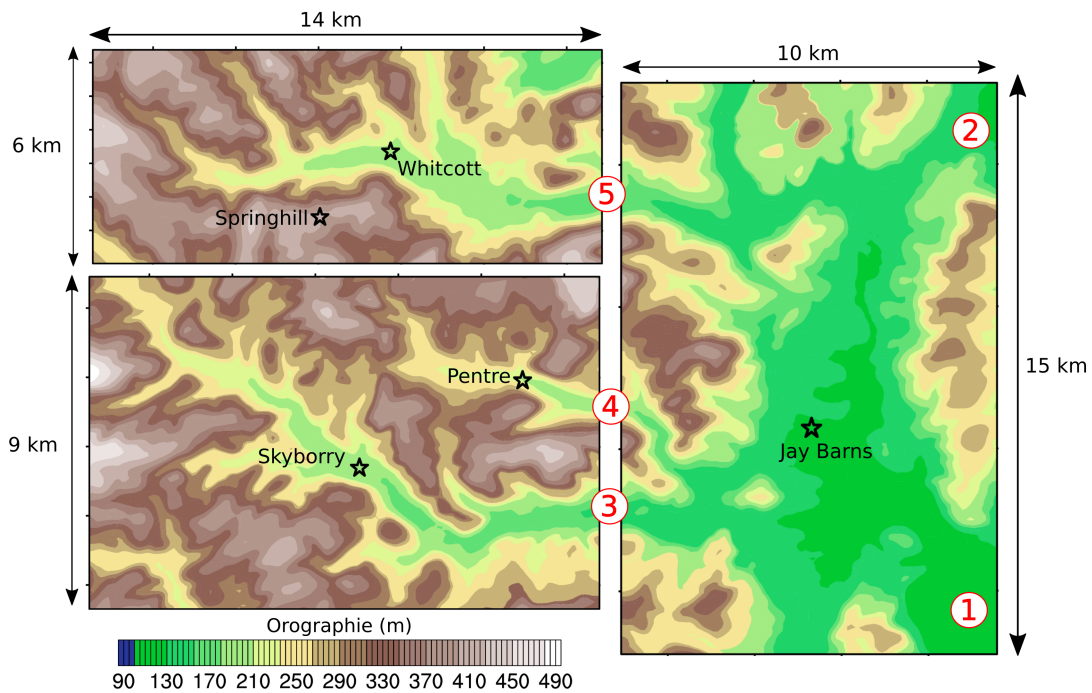 14 km
10 km
6 km
Whitcott
Springhill
5
2
9 km
Pentre
4
15 km
Skyborry
Jay Barns
3
1
Orographie (m)
90 130 170 210 250 290 330 370 410 450 490